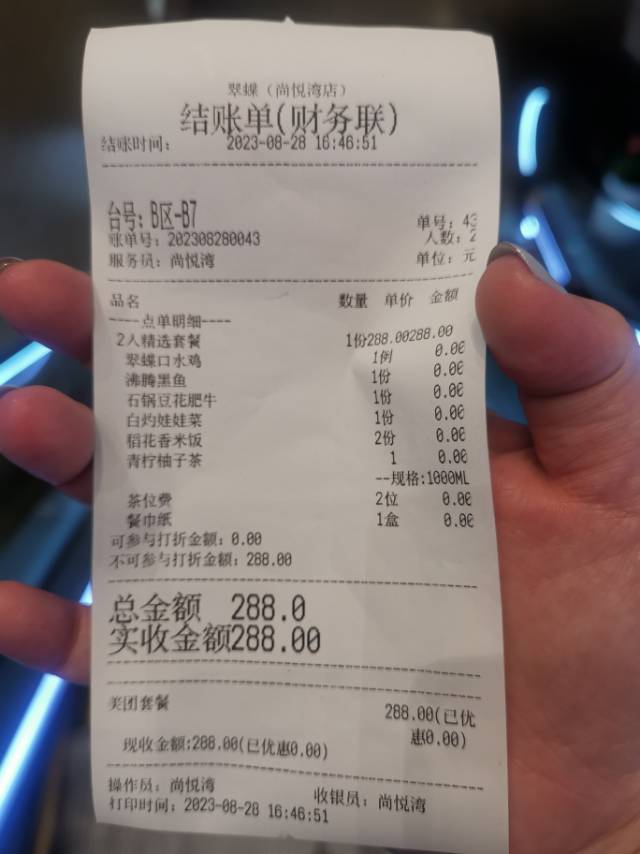 翠蝶（尚悦湾店）
结账单(财务联)
结账时间： 2023-08-28 16:46:51
台号：B区-B7 单号：43
账单号：202308280043 人数：2
服务员：尚悦湾 单位：元
品名 数量 单价 金额
----点单明细----
2人精选套餐 1份288.00288.00
翠蝶口水鸡 1例 0.00
沸腾黑鱼 1份 0.00
石锅豆花肥牛 1份 0.00
白灼娃娃菜 1份 0.00
稻花香米饭 2份 0.00
青柠柚子茶 1 0.00
--规格:1000ML
茶位费 2位 0.00
餐巾纸 1盒 0.00
可参与打折金额：0.00
不可参与打折金额：288.00
总金额 288.0
实收金额288.00
美团套餐 288.00(已优
惠0.00)
现收金额:288.00(已优惠0.00)
操作员：尚悦湾 收银员：尚悦湾
打印时间：2023-08-28 16:46:51